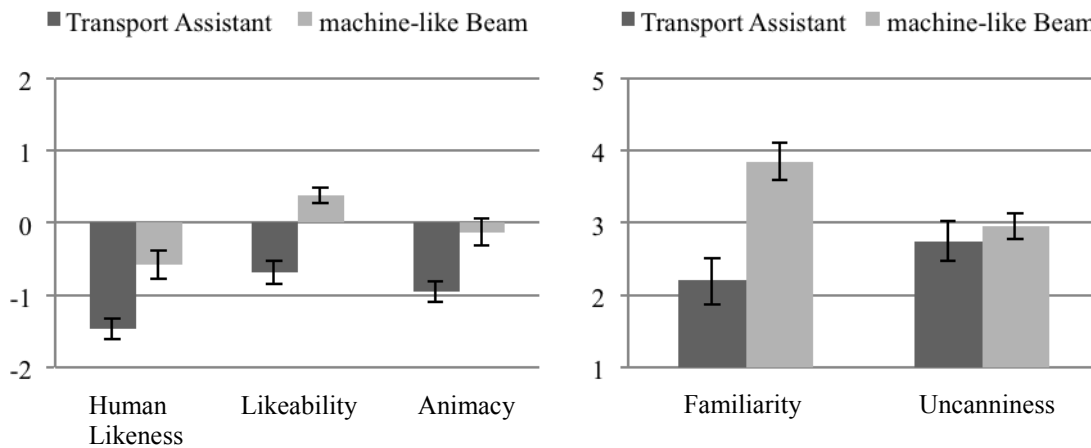 Transport Assistant machine-like Beam
2
1
0
-1
-2
Human
Likeness
Likeability
Animacy
Transport Assistant machine-like Beam
5
4
3
2
1
Familiarity
Uncanniness